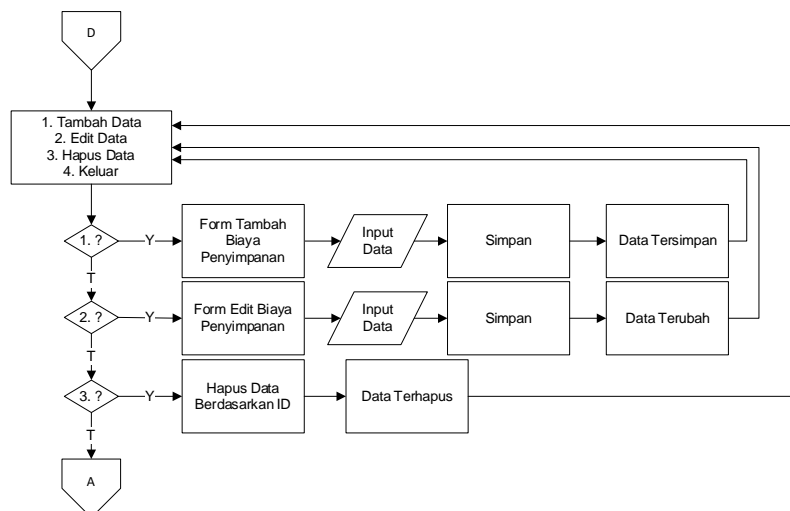 D
1. Tambah Data
2. Edit Data
3. Hapus Data
4. Keluar
1. ?
Y
Form Tambah
Biaya
Penyimpanan
Input
Data
Simpan
Data Tersimpan
T
2. ?
Y
Form Edit Biaya
Penyimpanan
Input
Data
Simpan
Data Terubah
T
3. ?
Y
Hapus Data
Berdasarkan ID
Data Terhapus
T
A